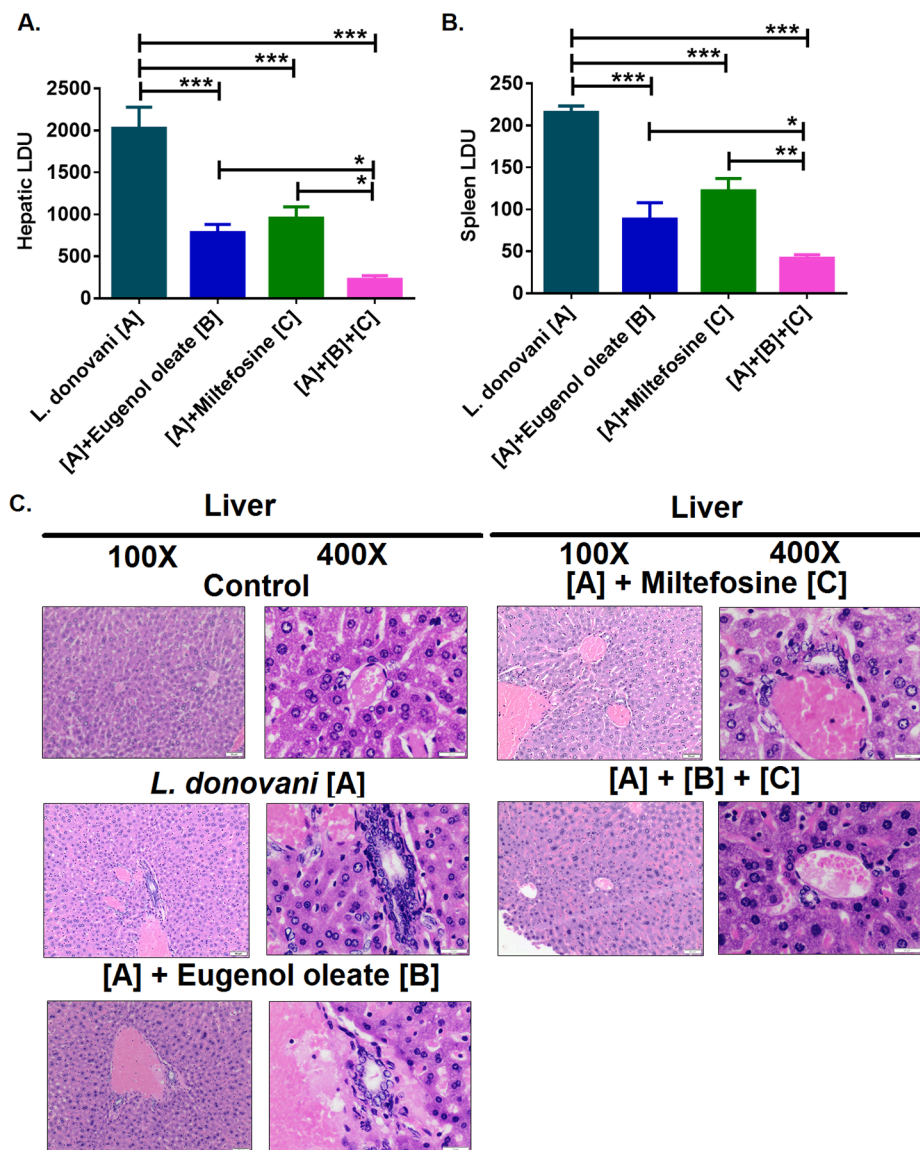 A.
***
***
***
*
*
Hepatic LDU
2500
2000
1500
1000
500
0
L. donovani [A]
[A]+Eugenol oleate [B]
[A]+Miltefosine [C]
[A]+[B]+[C]
B.
***
***
***
*
**
Spleen LDU
250
200
150
100
50
0
L. donovani [A]
[A]+Eugenol oleate [B]
[A]+Miltefosine [C]
[A]+[B]+[C]
C.
Liver
100X 400X
Control
L. donovani [A]
[A] + Eugenol oleate [B]
Liver
100X 400X
[A] + Miltefosine [C]
[A] + [B] + [C]